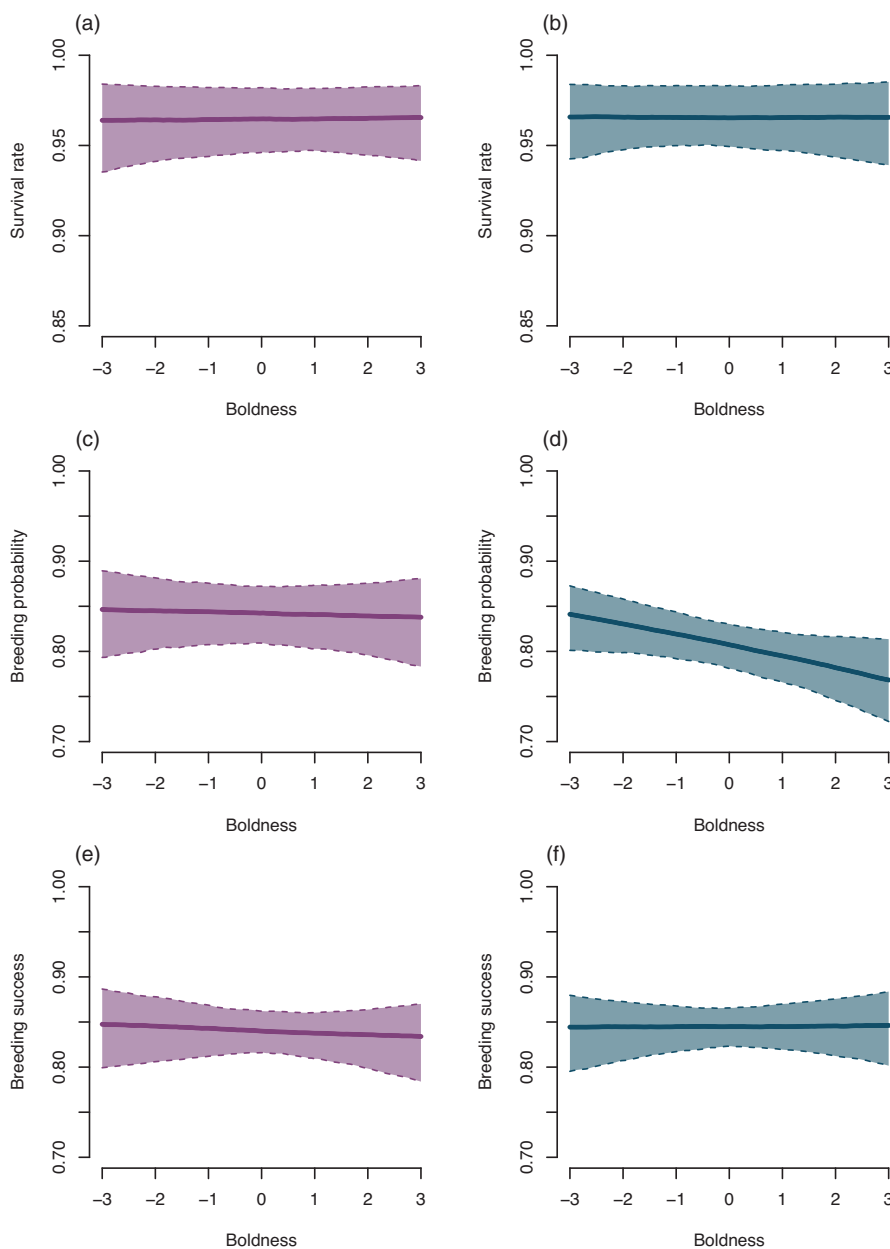 (a)
(b)
Survival rate
1.00
0.95
0.90
0.85
−3 −2 −1 0 1 2 3
Boldness
Survival rate
1.00
0.95
0.90
0.85
−3 −2 −1 0 1 2 3
Boldness
(c)
(d)
Breeding probability
1.00
0.90
0.80
0.70
−3 −2 −1 0 1 2 3
Boldness
Breeding probability
1.00
0.90
0.80
0.70
−3 −2 −1 0 1 2 3
Boldness
(e)
(f)
Breeding success
1.00
0.90
0.80
0.70
−3 −2 −1 0 1 2 3
Boldness
Breeding success
1.00
0.90
0.80
0.70
−3 −2 −1 0 1 2 3
Boldness